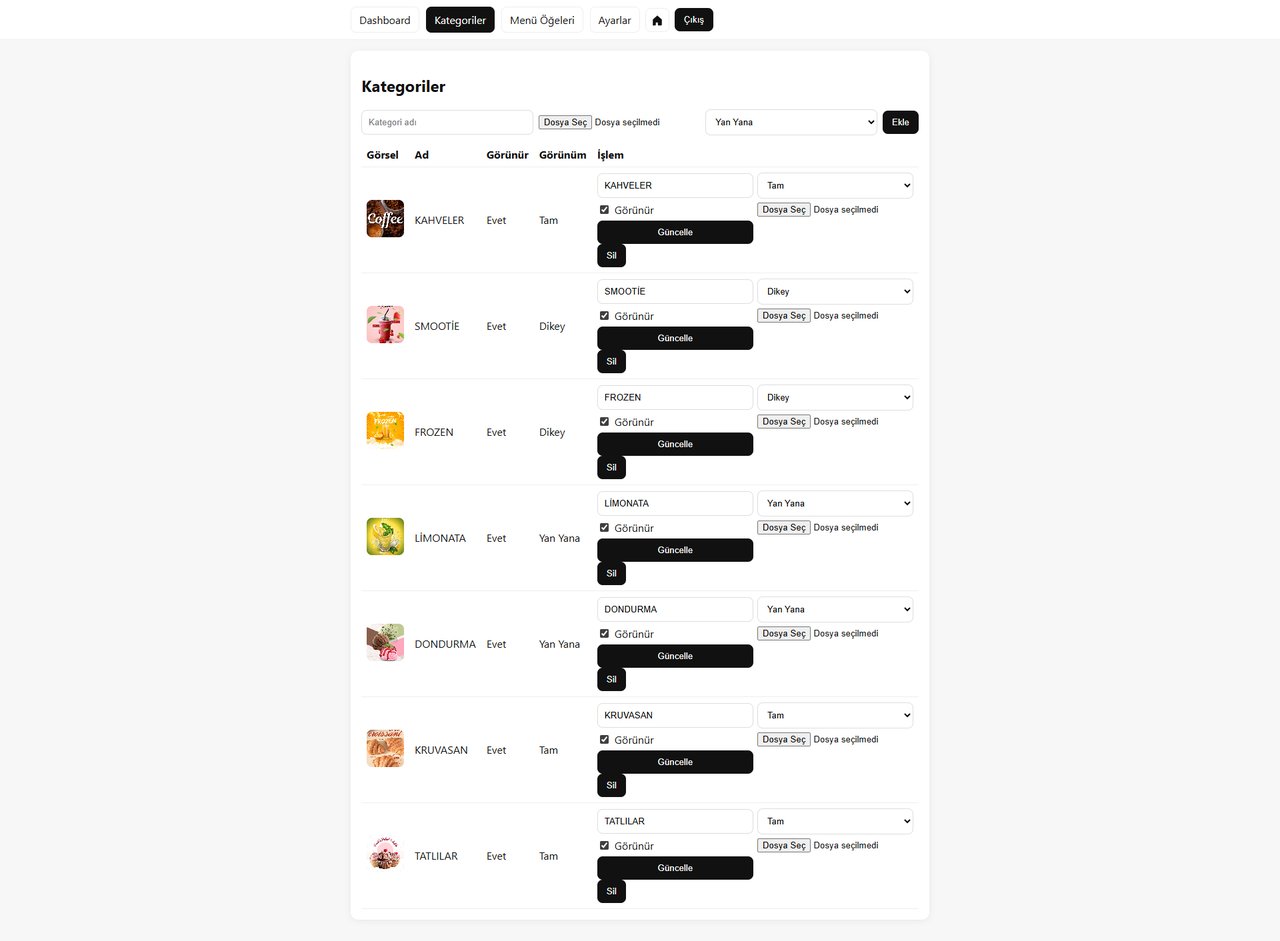 Dashboard Kategoriler Menü Öğeleri Ayarlar Çıkış
Kategoriler
Kategori adı Dosya Seç Dosya seçilmedi Yan Yana Ekle
Görsel Ad Görünür Görünüm İşlem
Coffee KAHVELER Evet Tam KAHVELER Tam
Görünür Dosya Seç Dosya seçilmedi
Güncelle
Sil
SMOOTİE Evet Dikey SMOOTİE Dikey
Görünür Dosya Seç Dosya seçilmedi
Güncelle
Sil
FROZEN FROZEN Evet Dikey FROZEN Dikey
Görünür Dosya Seç Dosya seçilmedi
Güncelle
Sil
LİMONATA Evet Yan Yana LİMONATA Yan Yana
Görünür Dosya Seç Dosya seçilmedi
Güncelle
Sil
DONDURMA Evet Yan Yana DONDURMA Yan Yana
Görünür Dosya Seç Dosya seçilmedi
Güncelle
Sil
KRUVASAN Evet Tam KRUVASAN Tam
Görünür Dosya Seç Dosya seçilmedi
Güncelle
Sil
TATLILAR Evet Tam TATLILAR Tam
Görünür Dosya Seç Dosya seçilmedi
Güncelle
Sil